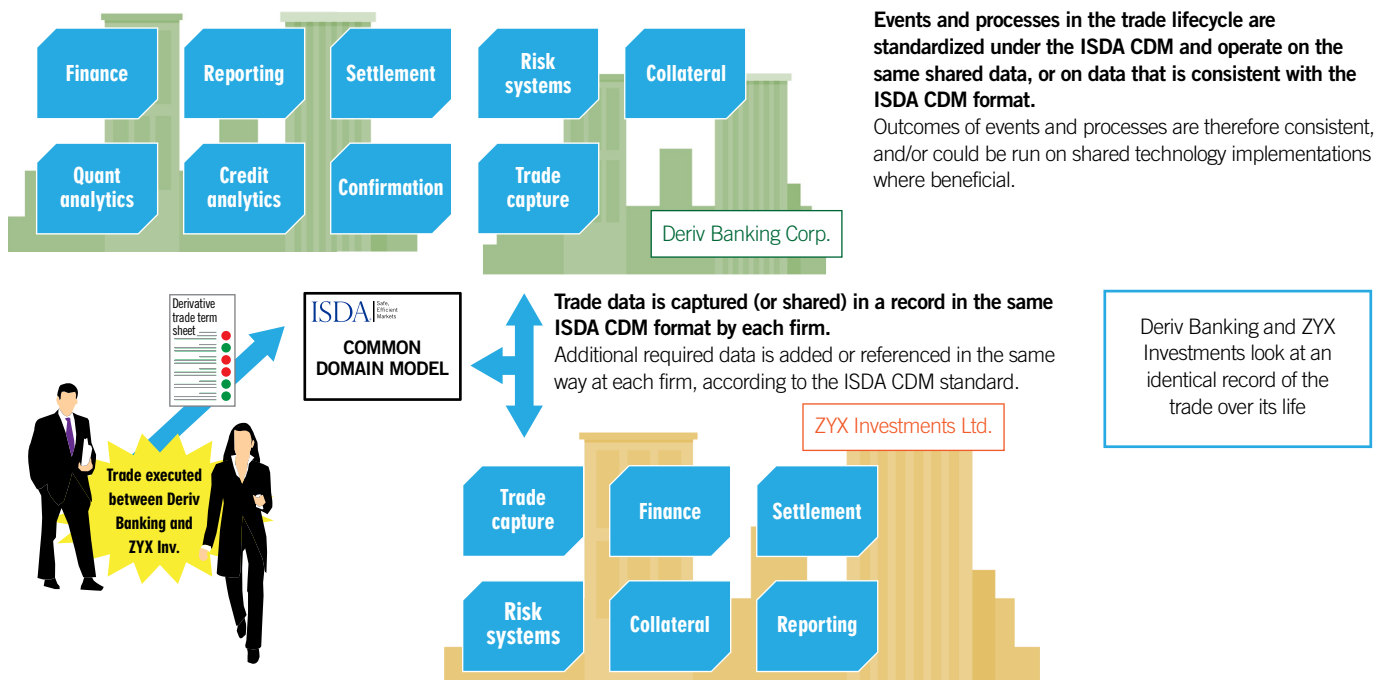 Finance
Reporting
Settlement
Risk
systems
Collateral
Quant
analytics
Credit
analytics
Confirmation
Trade
capture
Deriv Banking Corp.
Events and processes in the trade lifecycle are
standardized under the ISDA CDM and operate on the
same shared data, or on data that is consistent with the
ISDA CDM format.
Outcomes of events and processes are therefore consistent,
and/or could be run on shared technology implementations
where beneficial.
Derivative
trade term
sheet
ISDA
Safe,
Efficient
Markets
COMMON
DOMAIN MODEL
Trade data is captured (or shared) in a record in the same
ISDA CDM format by each firm.
Additional required data is added or referenced in the same
way at each firm, according to the ISDA CDM standard.
Deriv Banking and ZYX
Investments look at an
identical record of the
trade over its life
ZYX Investments Ltd.
Trade executed
between Deriv
Banking and
ZYX Inv.
Trade
capture
Finance
Settlement
Risk
systems
Collateral
Reporting